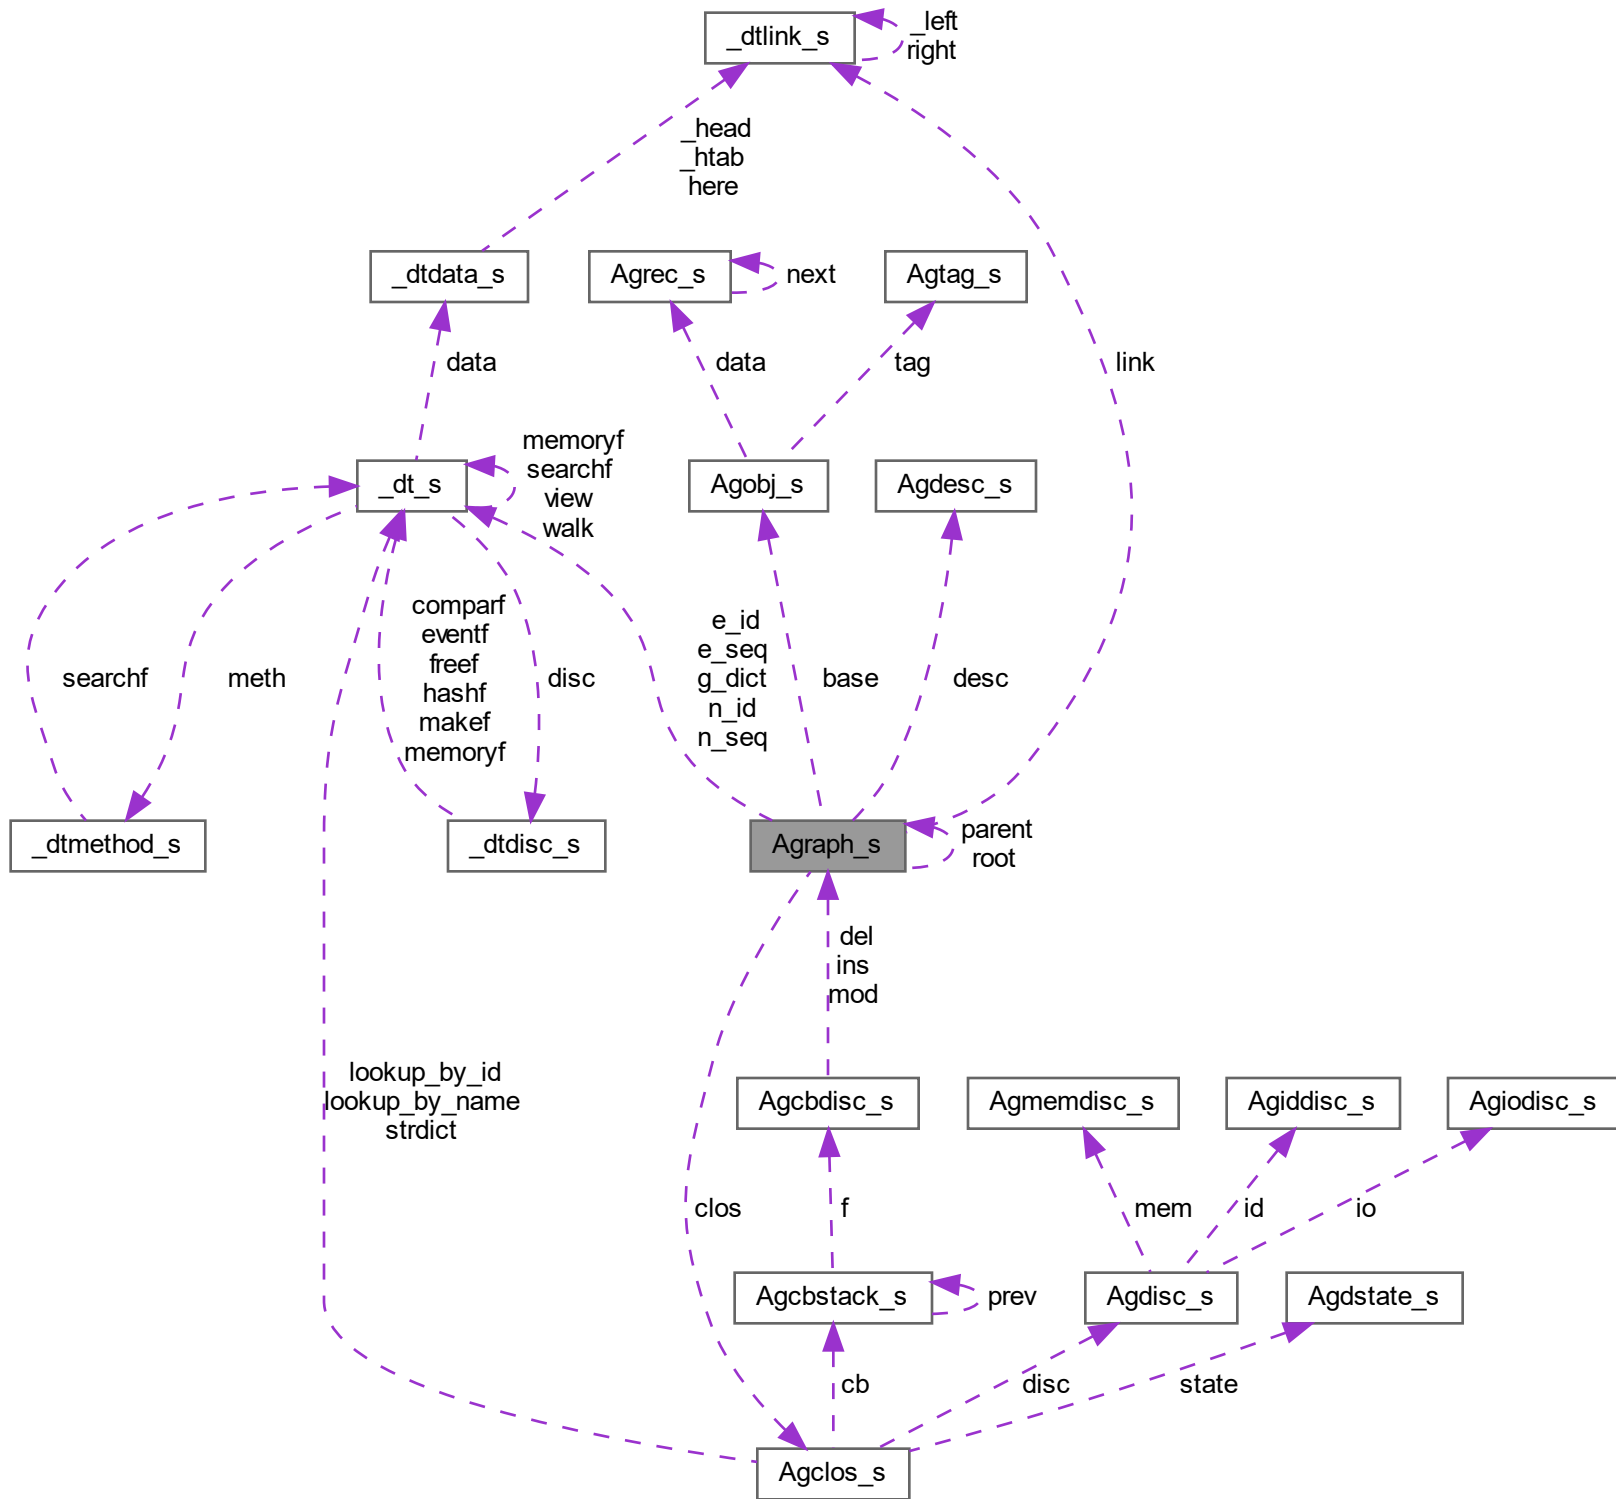 _dtlink_s
_left
right
_head
_htab
here
_dtdata_s
Agrec_s
next
Agtag_s
data
data
tag
link
memoryf
searchf
view
walk
_dt_s
Agobj_s
Agdesc_s
comparf
eventf
freef
hashf
makef
memoryf
e_id
e_seq
g_dict
n_id
n_seq
searchf
meth
disc
base
desc
_dtmethod_s
_dtdisc_s
Agraph_s
parent
root
del
ins
mod
lookup_by_id
lookup_by_name
strdict
Agcbdisc_s
Agmemdisc_s
Agiddisc_s
Agiodisc_s
clos
f
mem
id
io
Agcbstack_s
prev
Agdisc_s
Agdstate_s
cb
disc
state
Agclos_s